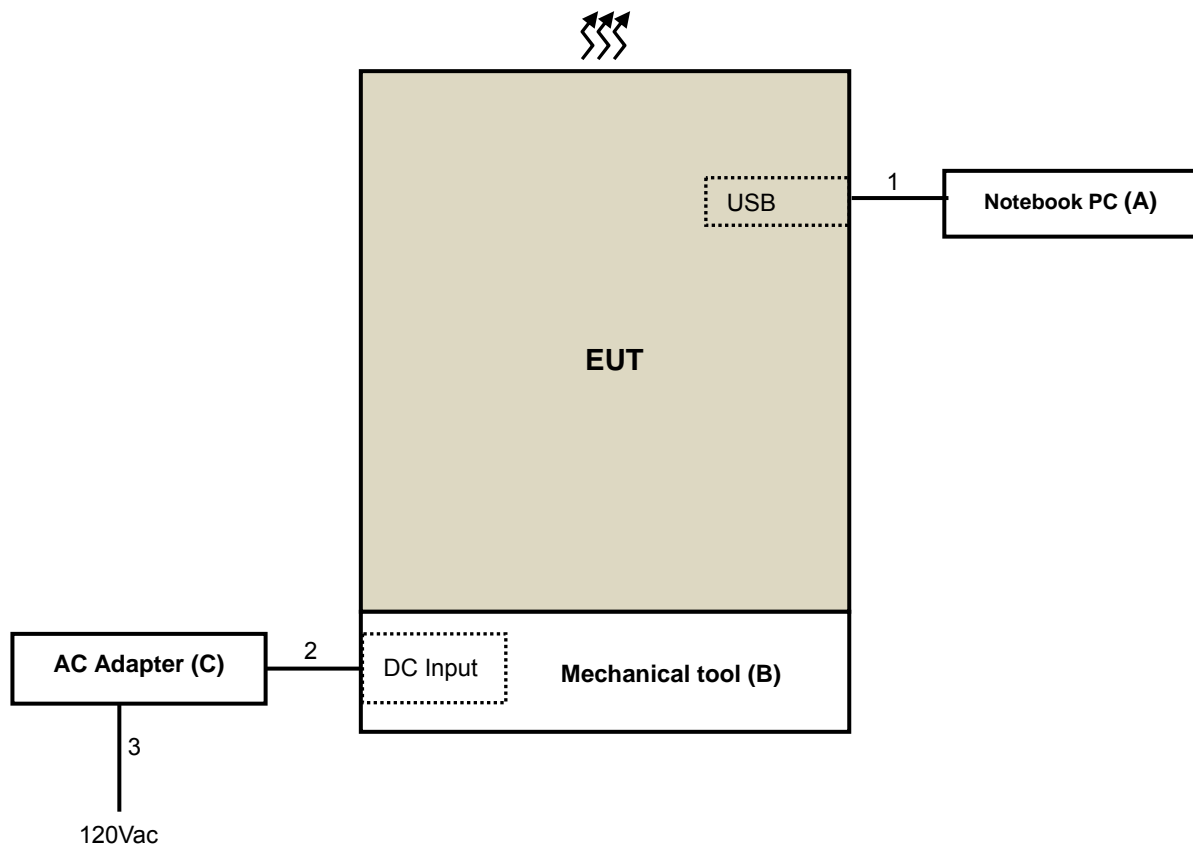 1
USB
Notebook PC (A)
EUT
AC Adapter (C)
2
DC Input
Mechanical tool (B)
3
120Vac